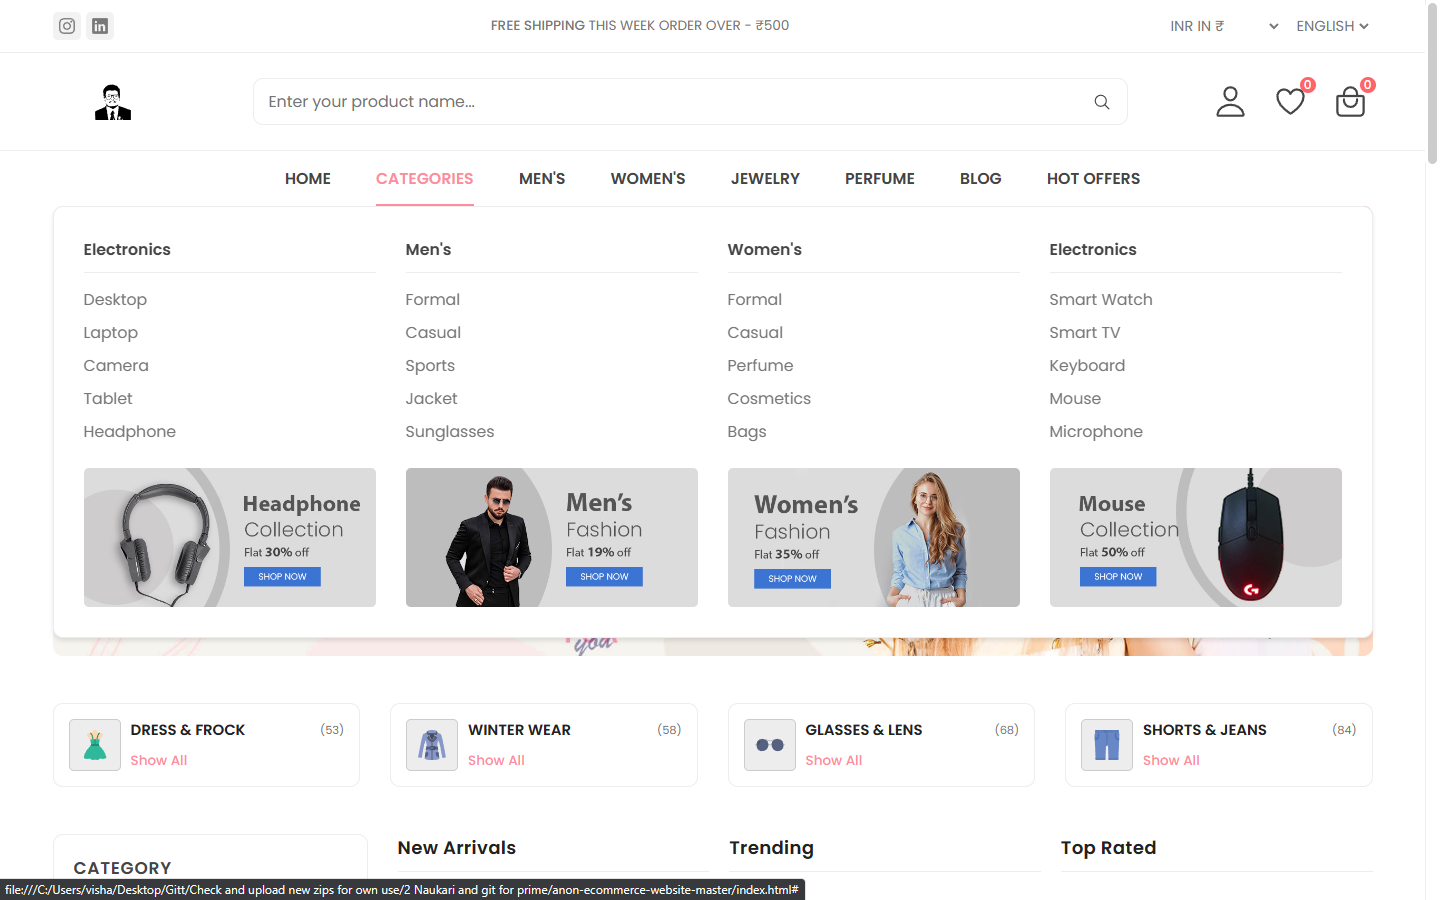 FREE SHIPPING THIS WEEK ORDER OVER - ₹500
INR IN ₹
ENGLISH
Enter your product name...
0
0
HOME
CATEGORIES
MEN'S
WOMEN'S
JEWELRY
PERFUME
BLOG
HOT OFFERS
Electronics
Desktop
Laptop
Camera
Tablet
Headphone
Headphone
Collection
Flat 30% off
SHOP NOW
Men's
Formal
Casual
Sports
Jacket
Sunglasses
Men's
Fashion
Flat 19% off
SHOP NOW
Women's
Formal
Casual
Perfume
Cosmetics
Bags
Women's
Fashion
Flat 35% off
SHOP NOW
Electronics
Smart Watch
Smart TV
Keyboard
Mouse
Microphone
Mouse
Collection
Flat 50% off
SHOP NOW
you
DRESS & FROCK (53)
Show All
WINTER WEAR (58)
Show All
GLASSES & LENS (68)
Show All
SHORTS & JEANS (84)
Show All
CATEGORY
New Arrivals
Trending
Top Rated
file:///C:/Users/visha/Desktop/Gitt/Check and upload new zips for own use/2 Naukari and git for prime/anon-ecommerce-website-master/index.html#